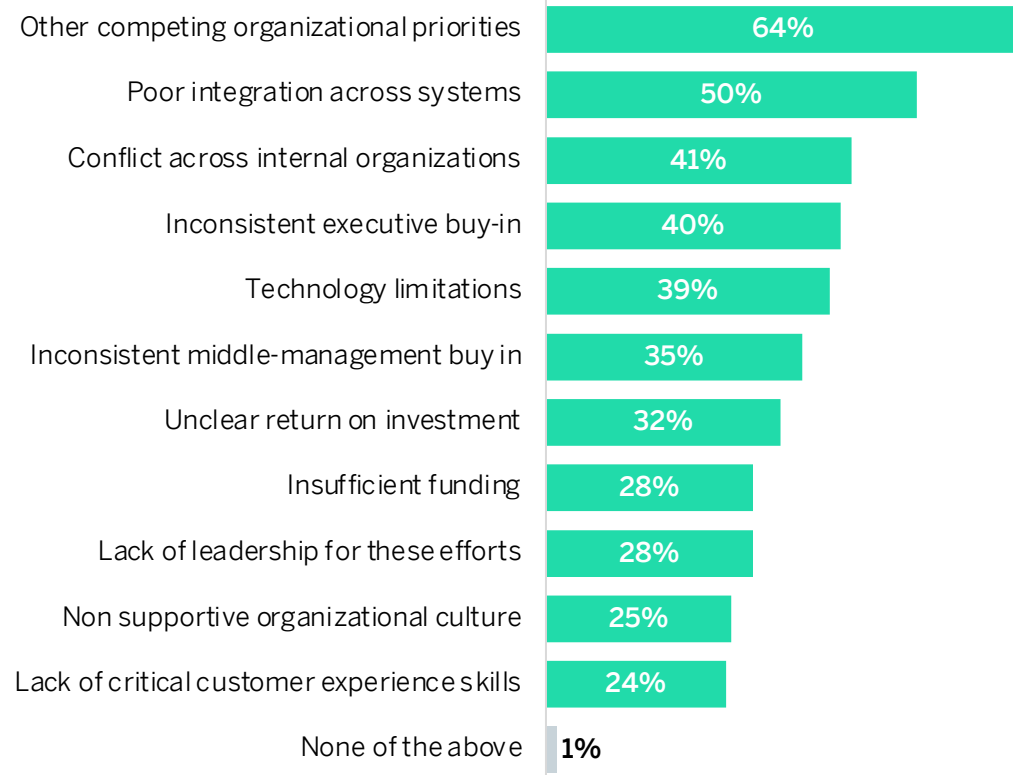 Other competing organizational priorities 64%
Poor integration across systems 50%
Conflict across internal organizations 41%
Inconsistent executive buy-in 40%
Technology limitations 39%
Inconsistent middle-management buy in 35%
Unclear return on investment 32%
Insufficient funding 28%
Lack of leadership for these efforts 28%
Non supportive organizational culture 25%
Lack of critical customer experience skills 24%
None of the above 1%